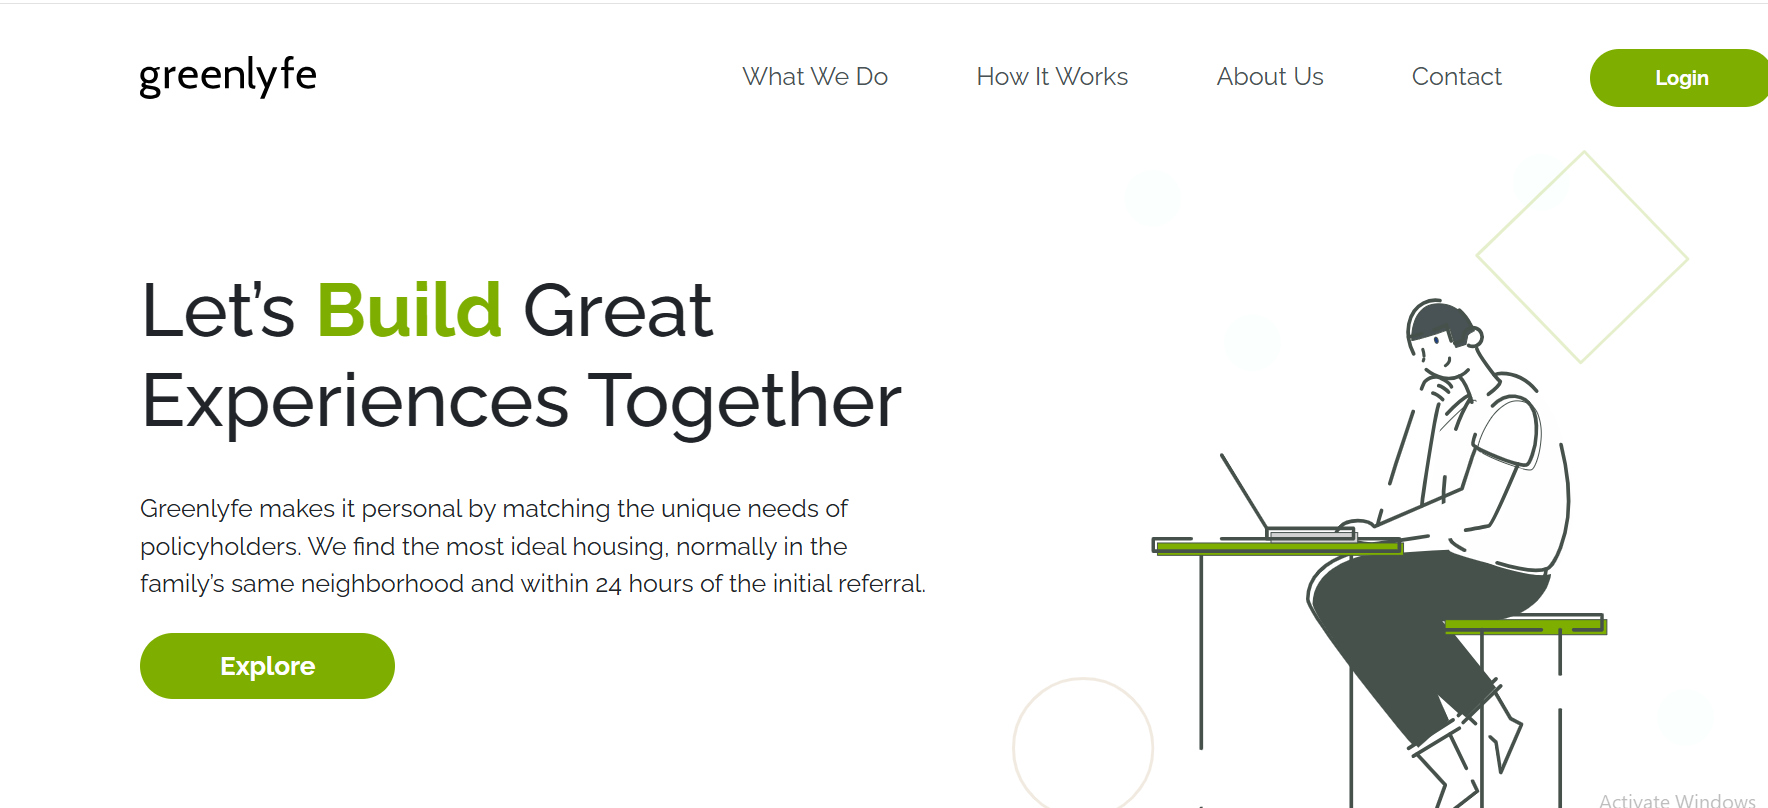 greenlyfe
What We Do
How It Works
About Us
Contact
Login
Let’s Build Great
Experiences Together
Greenlyfe makes it personal by matching the unique needs of
policyholders. We find the most ideal housing, normally in the
family’s same neighborhood and within 24 hours of the initial referral.
Explore
Activate Windows